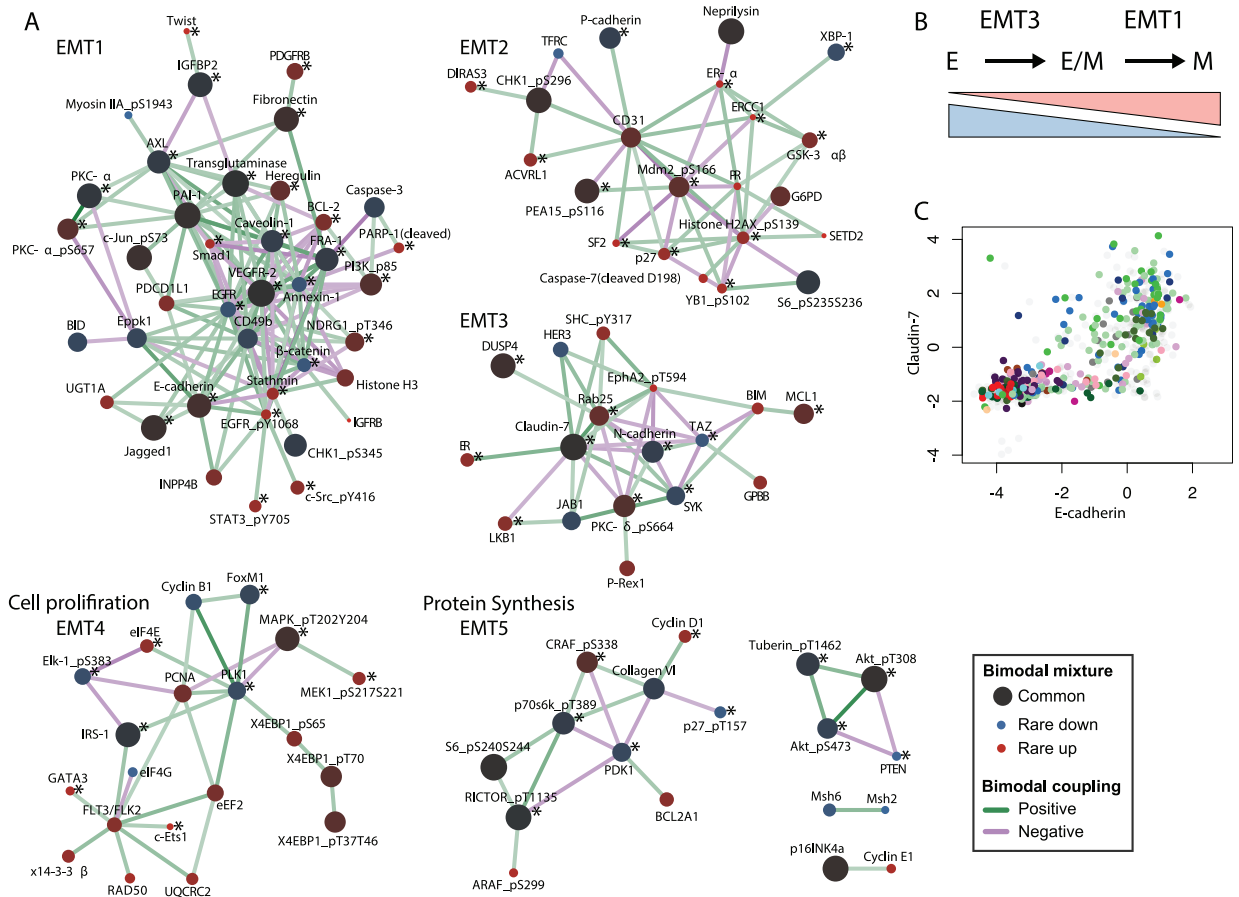 A
EMT1
Twist
*
IGFBP2
*
PDGFRB
*
Myosin IIA_pS1943
Fibronectin
*
AXL
*
Transglutaminase
*
PKC- α
*
Heregulin
*
PAI-1
Caspase-3
BCL-2
*
PKC- α_pS657
*
c-Jun_pS73
Caveolin-1
*
FRA-1
*
PARP-1(cleaved)
*
Smad1
VEGFR-2
*
PI3K_p85
*
PDCD1L1
EGFR
*
Annexin-1
*
BID
Eppk1
CD49b
NDRG1_pT346
*
β-catenin
*
UGT1A
E-cadherin
*
Stathmin
*
Histone H3
Jagged1
*
EGFR_pY1068
*
IGFRB
CHK1_pS345
INPP4B
c-Src_pY416
*
STAT3_pY705
*
EMT2
P-cadherin
*
Neprilysin
TFRC
XBP-1
*
DIRAS3
*
CHK1_pS296
*
ER- α
*
ERCC1
*
CD31
GSK-3 αβ
*
ACVRL1
*
Mdm2_pS166
*
PR
PEA15_pS116
*
G6PD
Histone H2AX_pS139
*
SF2
*
p27
*
SETD2
Caspase-7(cleaved D198)
YB1_pS102
*
S6_pS235S236
EMT3
SHC_pY317
DUSP4
*
HER3
EphA2_pT594
*
Rab25
*
BIM
MCL1
*
Claudin-7
*
N-cadherin
*
TAZ
*
ER
*
GPBB
JAB1
SYK
*
PKC- δ_pS664
*
LKB1
*
P-Rex1
B
EMT3
EMT1
E
E/M
M
C
Claudin-7
4
2
0
-2
-4
-4
-2
0
2
E-cadherin
Cell prolifiration
EMT4
Cyclin B1
FoxM1
*
MAPK_pT202Y204
*
eIF4E
*
Elk-1_pS383
*
PCNA
PLK1
*
MEK1_pS217S221
*
IRS-1
*
X4EBP1_pS65
eIF4G
X4EBP1_pT70
GATA3
*
FLT3/FLK2
eEF2
c-Ets1
*
X4EBP1_pT37T46
x14-3-3 β
RAD50
UQCRC2
Protein Synthesis
EMT5
Cyclin D1
*
CRAF_pS338
*
Collagen VI
p70s6k_pT389
*
p27_pT157
*
S6_pS240S244
PDK1
*
RICTOR_pT1135
*
BCL2A1
ARAF_pS299
Tuberin_pT1462
*
Akt_pT308
*
Akt_pS473
*
PTEN
*
Msh6
Msh2
p16INK4a
Cyclin E1
Bimodal mixture
Common
Rare down
Rare up
Bimodal coupling
Positive
Negative